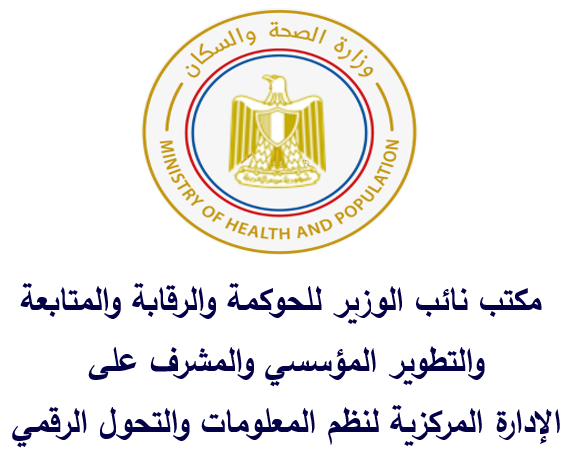 وزارة الصحة والسكان
MINISTRY OF HEALTH AND POPULATION
مكتب نائب الوزير للحوكمة والرقابة والمتابعة
والتطوير المؤسسي والمشرف على
الإدارة المركزية لنظم المعلومات والتحول الرقمي